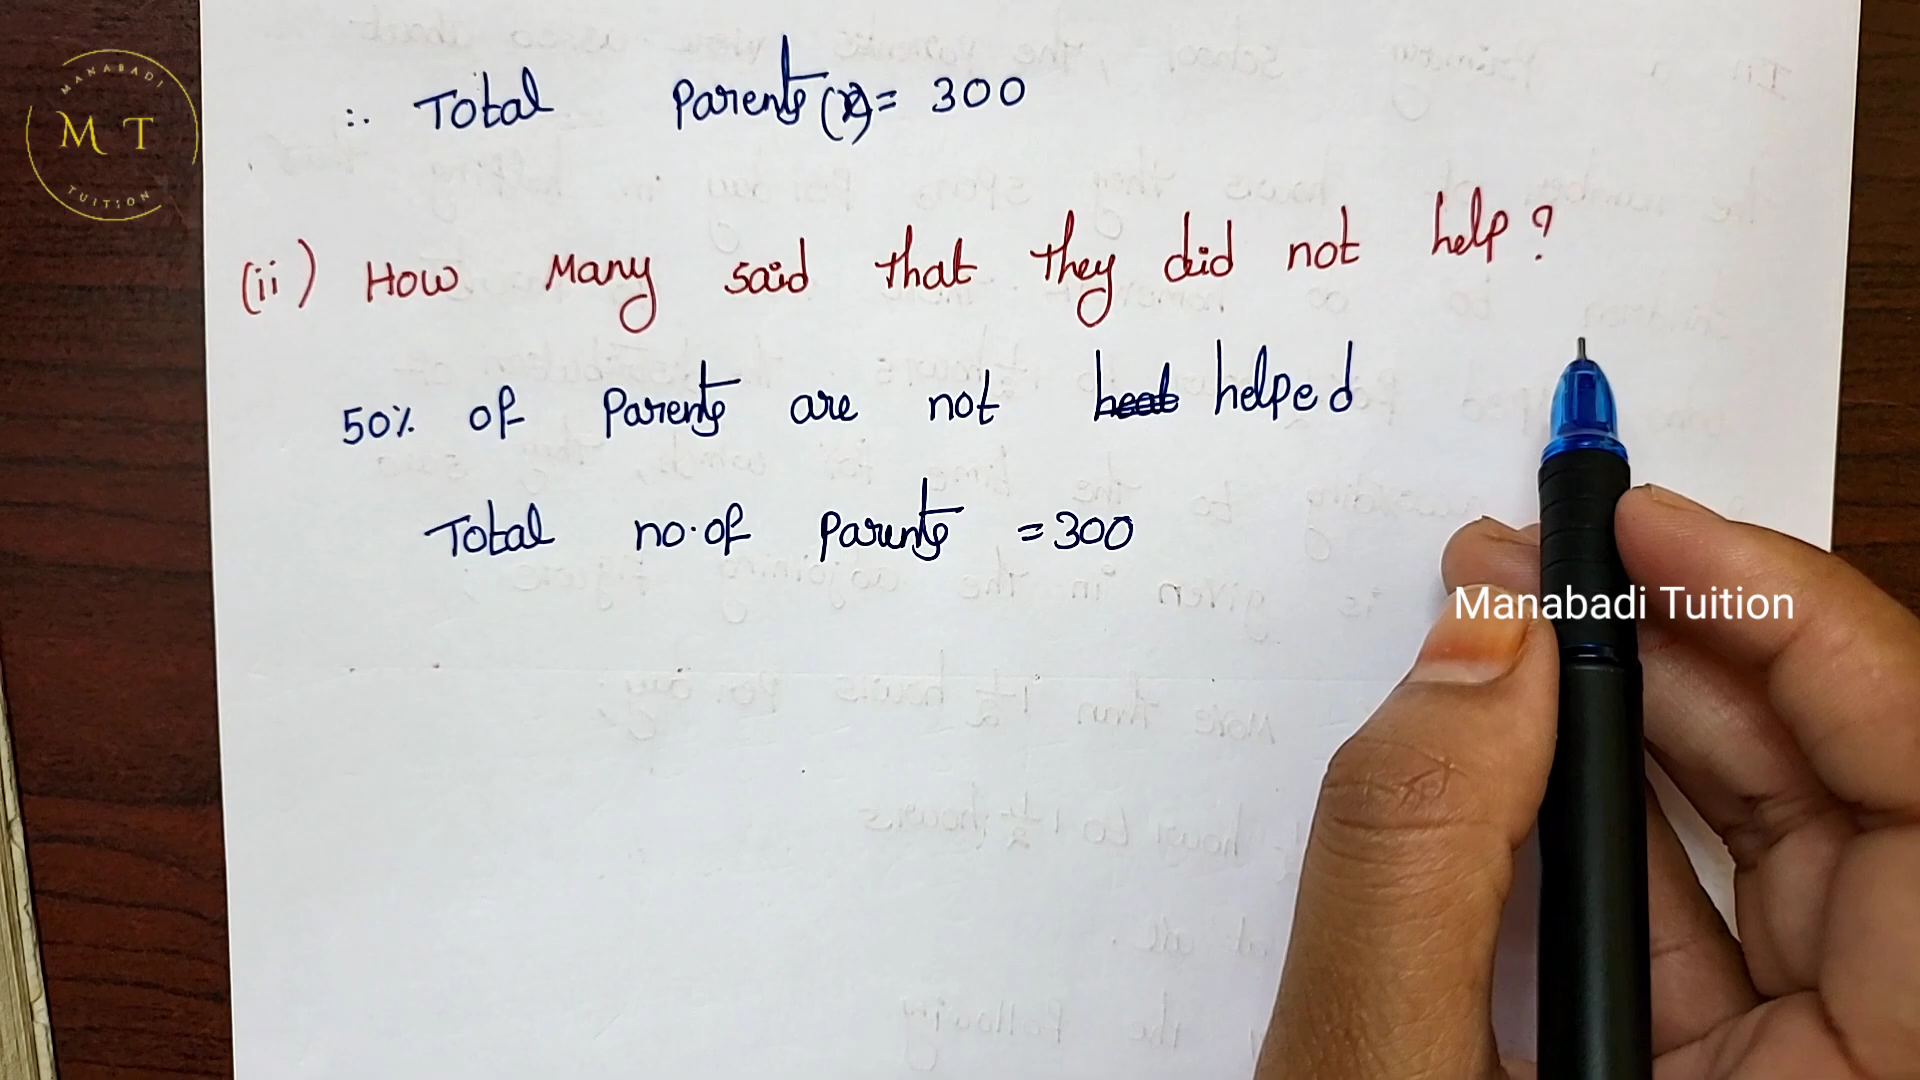 MANABADI
M T
TUITION
∴ Total Parents (x) = 300
(ii) How Many said that they did not help?
50% of Parents are not helped
Total no. of Parents = 300
Manabadi Tuition